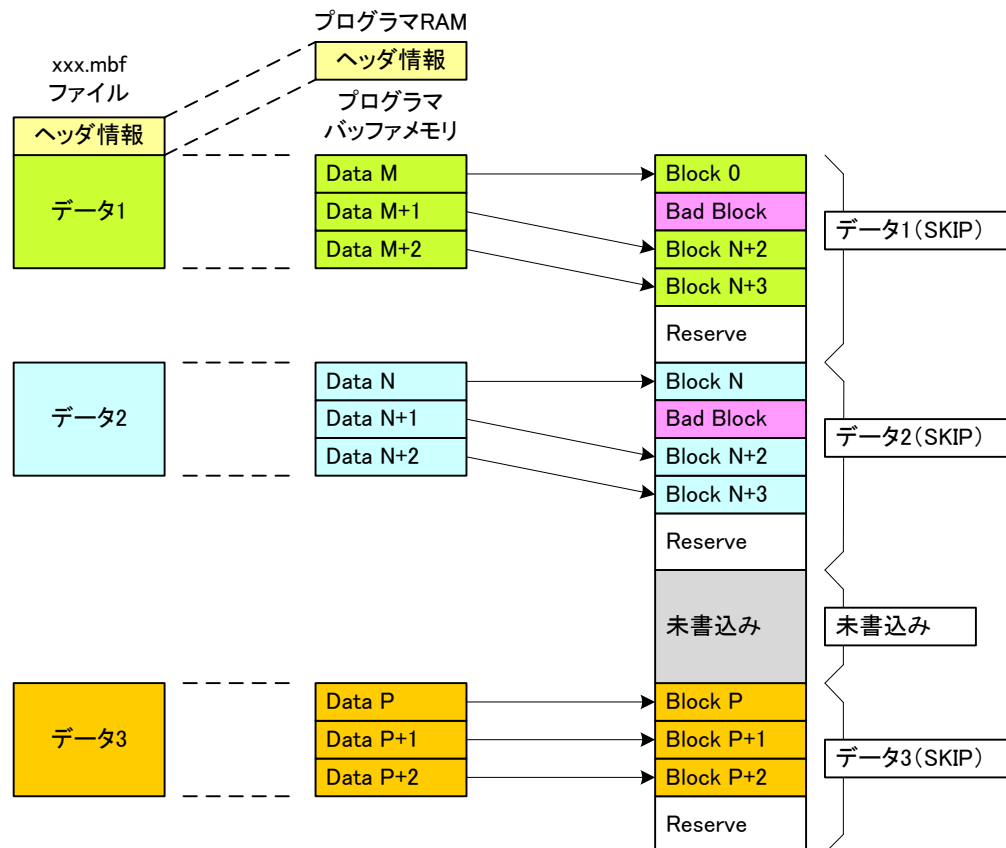 プログラマRAM
ヘッダ情報
xxx.mbf
ファイル
ヘッダ情報
データ1
プログラマ
バッファメモリ
Data M
Data M+1
Data M+2
Block 0
Bad Block
Block N+2
Block N+3
Reserve
データ1(SKIP)
データ2
Data N
Data N+1
Data N+2
Block N
Bad Block
Block N+2
Block N+3
Reserve
データ2(SKIP)
未書込み
未書込み
データ3
Data P
Data P+1
Data P+2
Block P
Block P+1
Block P+2
Reserve
データ3(SKIP)